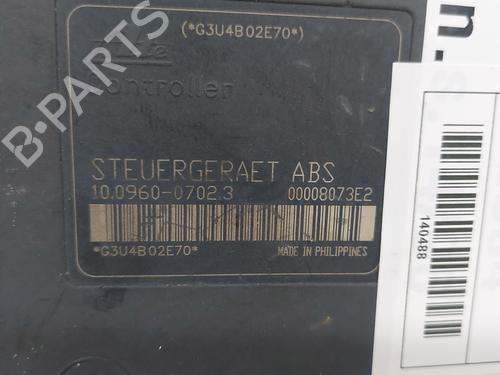 (*G3U4B02E70*)
Controller
STEUERGERAET ABS
10.0960-0702.3 00008073E2
*G3U4B02E70* MADE IN PHILIPPINES
B-PARTS
140488